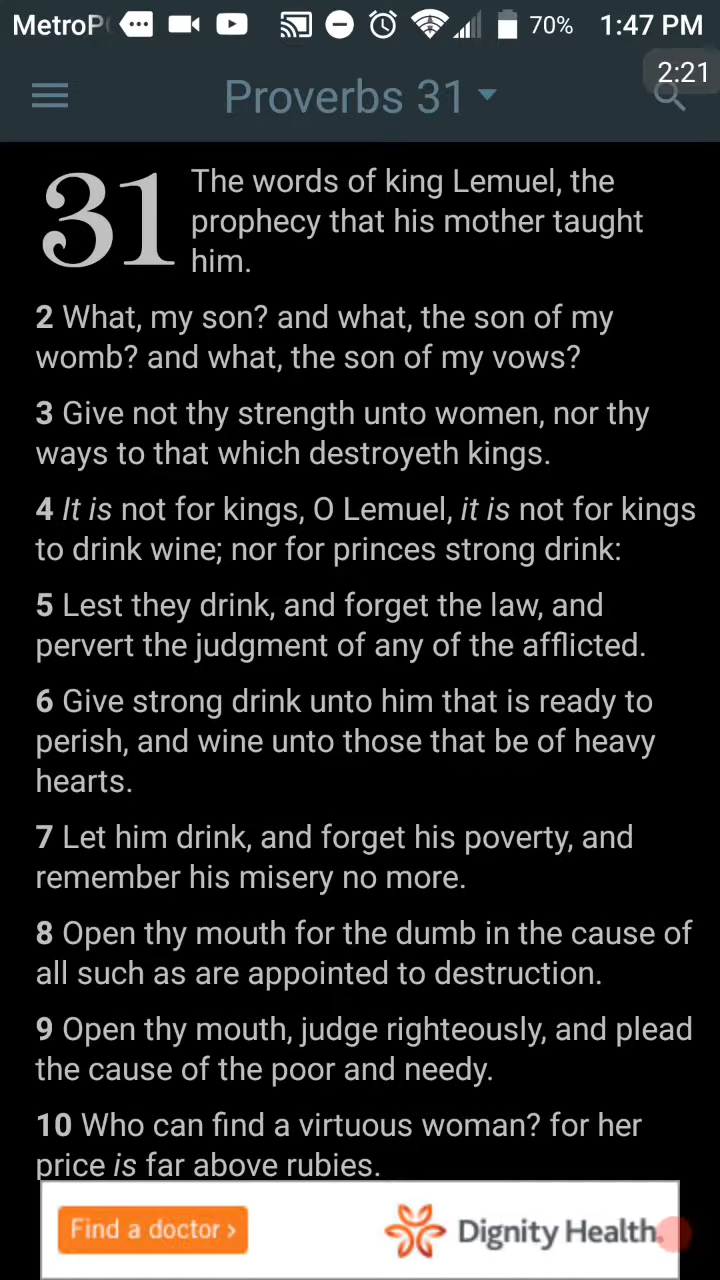 MetroP 70% 1:47 PM
2:21
Proverbs 31
31 The words of king Lemuel, the
prophecy that his mother taught
him.
2 What, my son? and what, the son of my
womb? and what, the son of my vows?
3 Give not thy strength unto women, nor thy
ways to that which destroyeth kings.
4 It is not for kings, O Lemuel, it is not for kings
to drink wine; nor for princes strong drink:
5 Lest they drink, and forget the law, and
pervert the judgment of any of the afflicted.
6 Give strong drink unto him that is ready to
perish, and wine unto those that be of heavy
hearts.
7 Let him drink, and forget his poverty, and
remember his misery no more.
8 Open thy mouth for the dumb in the cause of
all such as are appointed to destruction.
9 Open thy mouth, judge righteously, and plead
the cause of the poor and needy.
10 Who can find a virtuous woman? for her
price is far above rubies.
Find a doctor › Dignity Health.